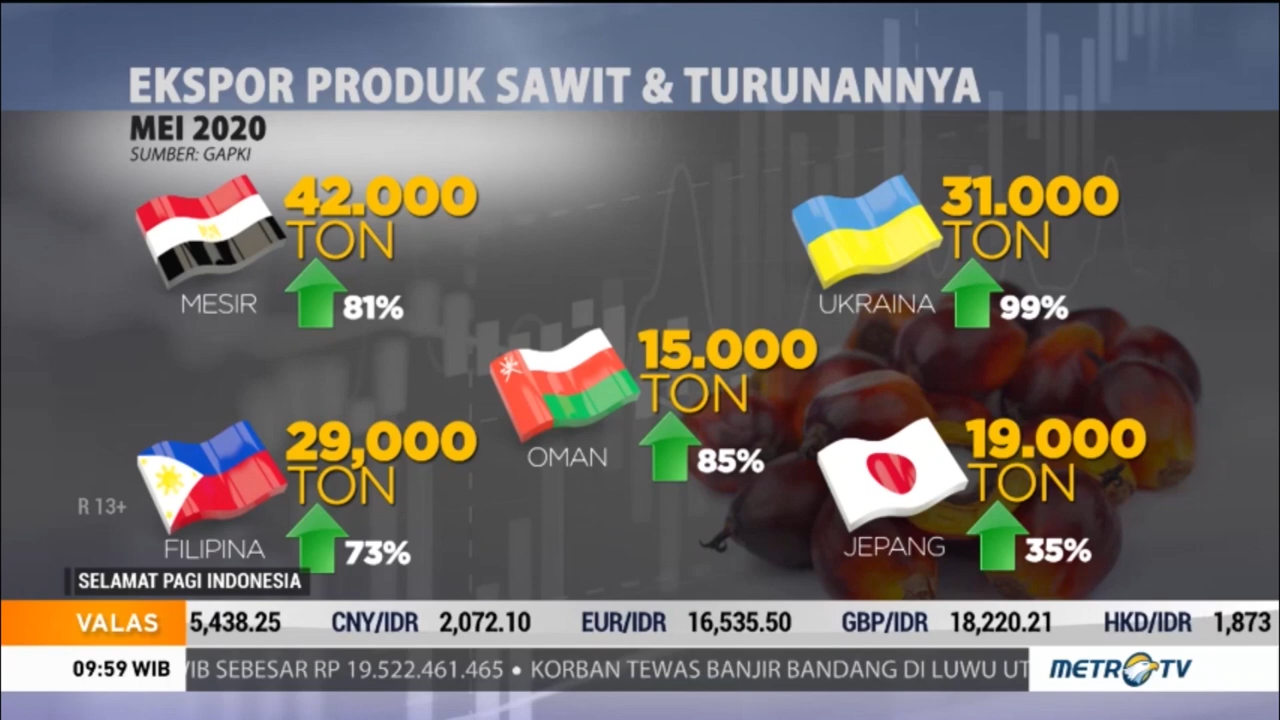 EKSPOR PRODUK SAWIT & TURUNANNYA
MEI 2020
SUMBER: GAPKI
42.000
TON
MESIR
81%
31.000
TON
UKRAINA
99%
15.000
TON
OMAN
85%
29,000
TON
FILIPINA
73%
19.000
TON
JEPANG
35%
R 13+
SELAMAT PAGI INDONESIA
VALAS 5,438.25 CNY/IDR 2,072.10 EUR/IDR 16,535.50 GBP/IDR 18,220.21 HKD/IDR 1,873
09:59 WIB IB SEBESAR RP 19.522.461.465 • KORBAN TEWAS BANJIR BANDANG DI LUWU UT METRO TV